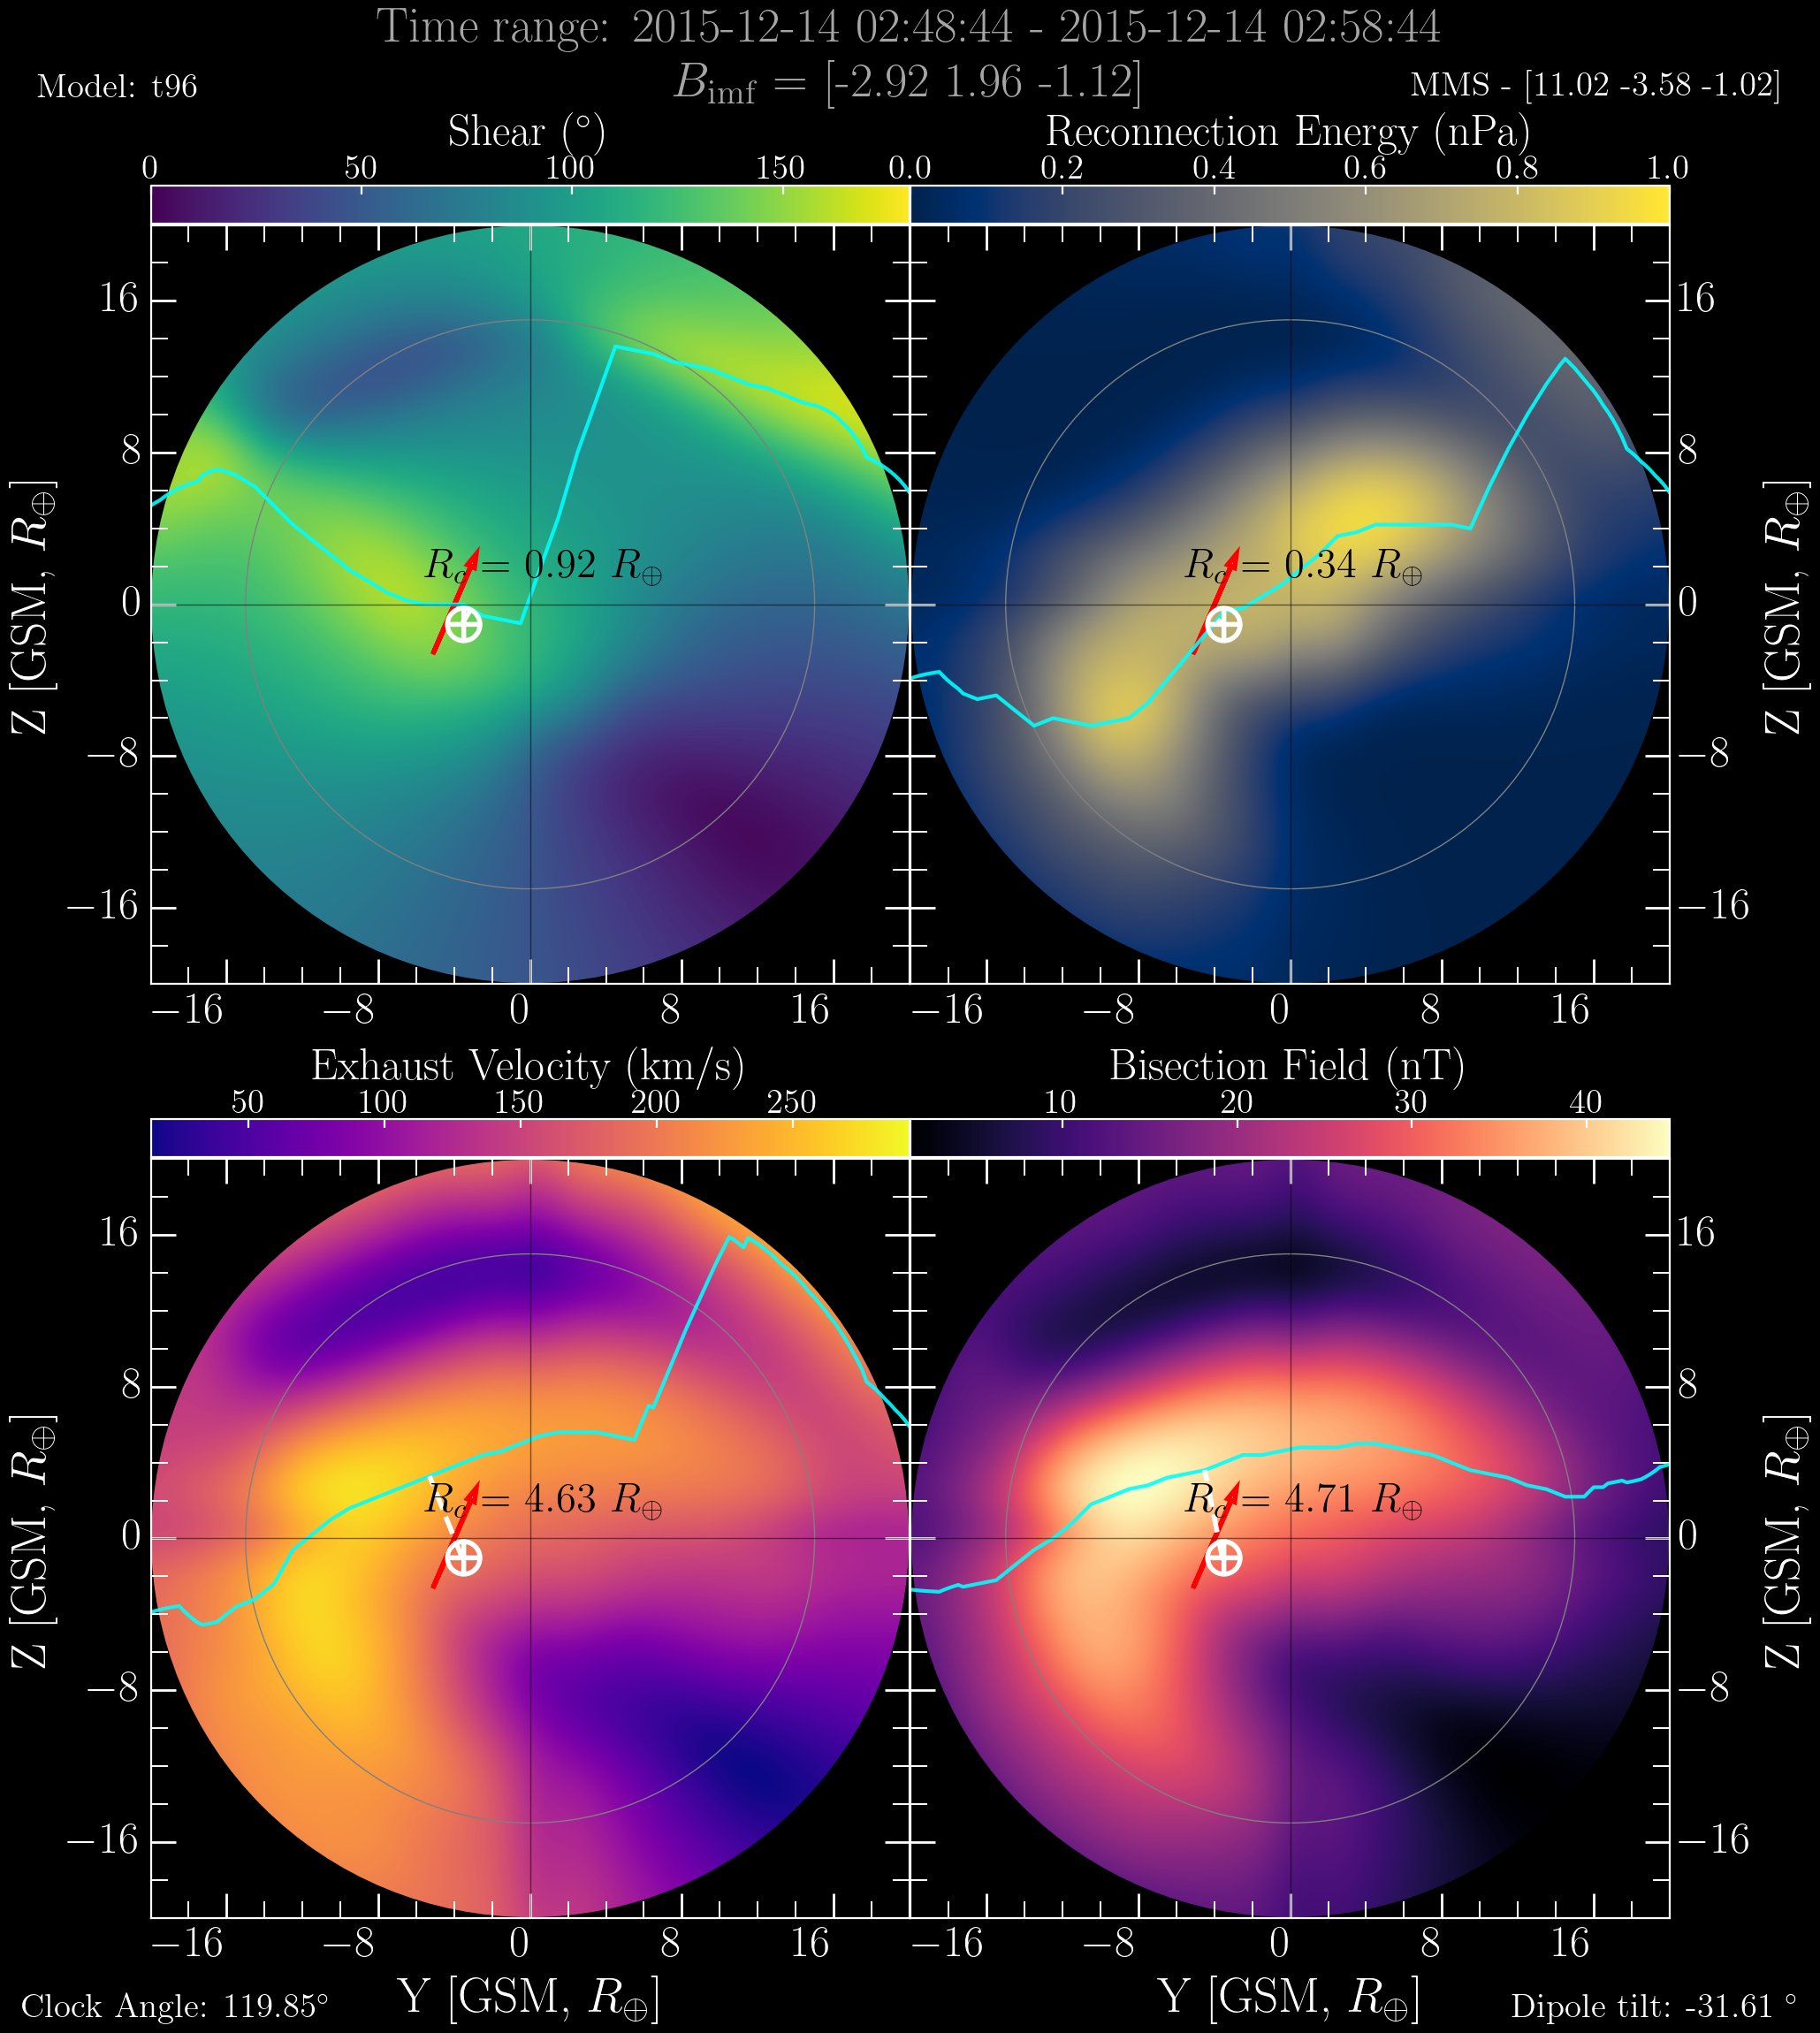 Time range: 2015-12-14 02:48:44 - 2015-12-14 02:58:44
Model: t96
B_imf = [-2.92 1.96 -1.12]
MMS - [11.02 -3.58 -1.02]
Shear (°)
Reconnection Energy (nPa)
0 50 100 150
0.0 0.2 0.4 0.6 0.8 1.0
16
8
0
−8
−16
Z [GSM, R⊕]
R_c = 0.92 R⊕
R_c = 0.34 R⊕
16
8
0
−8
−16
Z [GSM, R⊕]
−16 −8 0 8 16
−16 −8 0 8 16
Exhaust Velocity (km/s)
Bisection Field (nT)
50 100 150 200 250
10 20 30 40
16
8
0
−8
−16
Z [GSM, R⊕]
R_c = 4.63 R⊕
R_c = 4.71 R⊕
16
8
0
−8
−16
Z [GSM, R⊕]
−16 −8 0 8 16
−16 −8 0 8 16
Y [GSM, R⊕]
Y [GSM, R⊕]
Clock Angle: 119.85°
Dipole tilt: -31.61 °